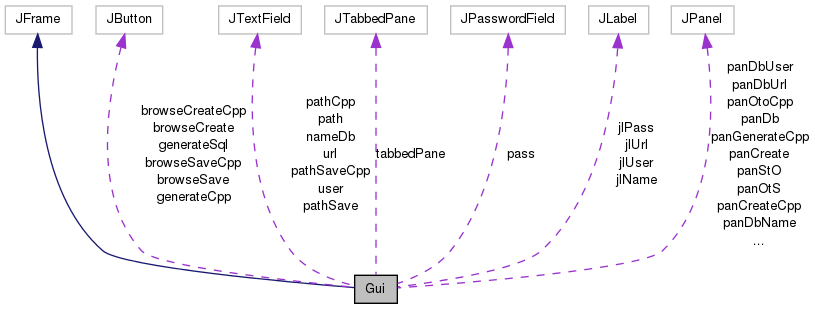 JFrame
JButton
JTextField
JTabbedPane
JPasswordField
JLabel
JPanel
browseCreateCpp
browseCreate
generateSql
browseSaveCpp
browseSave
generateCpp
pathCpp
path
nameDb
url
pathSaveCpp
user
pathSave
tabbedPane
pass
jlPass
jlUrl
jlUser
jlName
panDbUser
panDbUrl
panOtoCpp
panDb
panGenerateCpp
panCreate
panStO
panOtS
panCreateCpp
panDbName
...
Gui